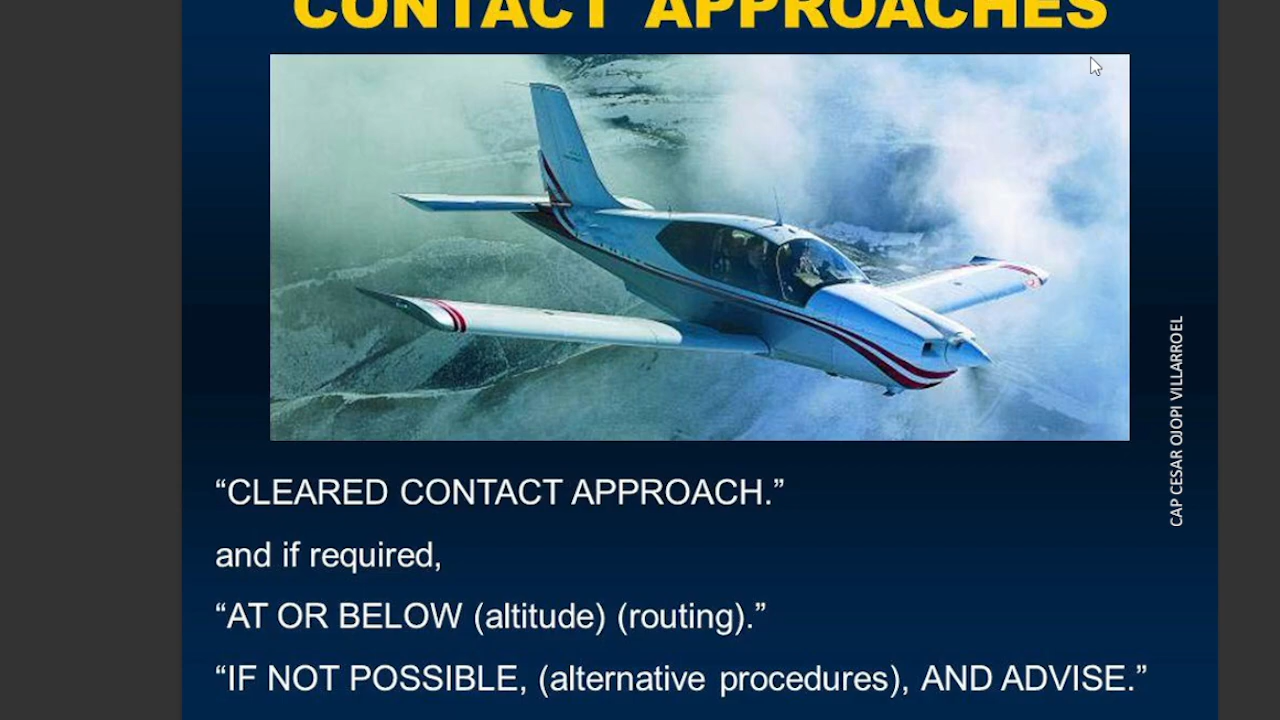 CONTACT APPROACHES
CAP CESAR OJOPI VILLARROEL
“CLEARED CONTACT APPROACH.”
and if required,
“AT OR BELOW (altitude) (routing).”
“IF NOT POSSIBLE, (alternative procedures), AND ADVISE.”